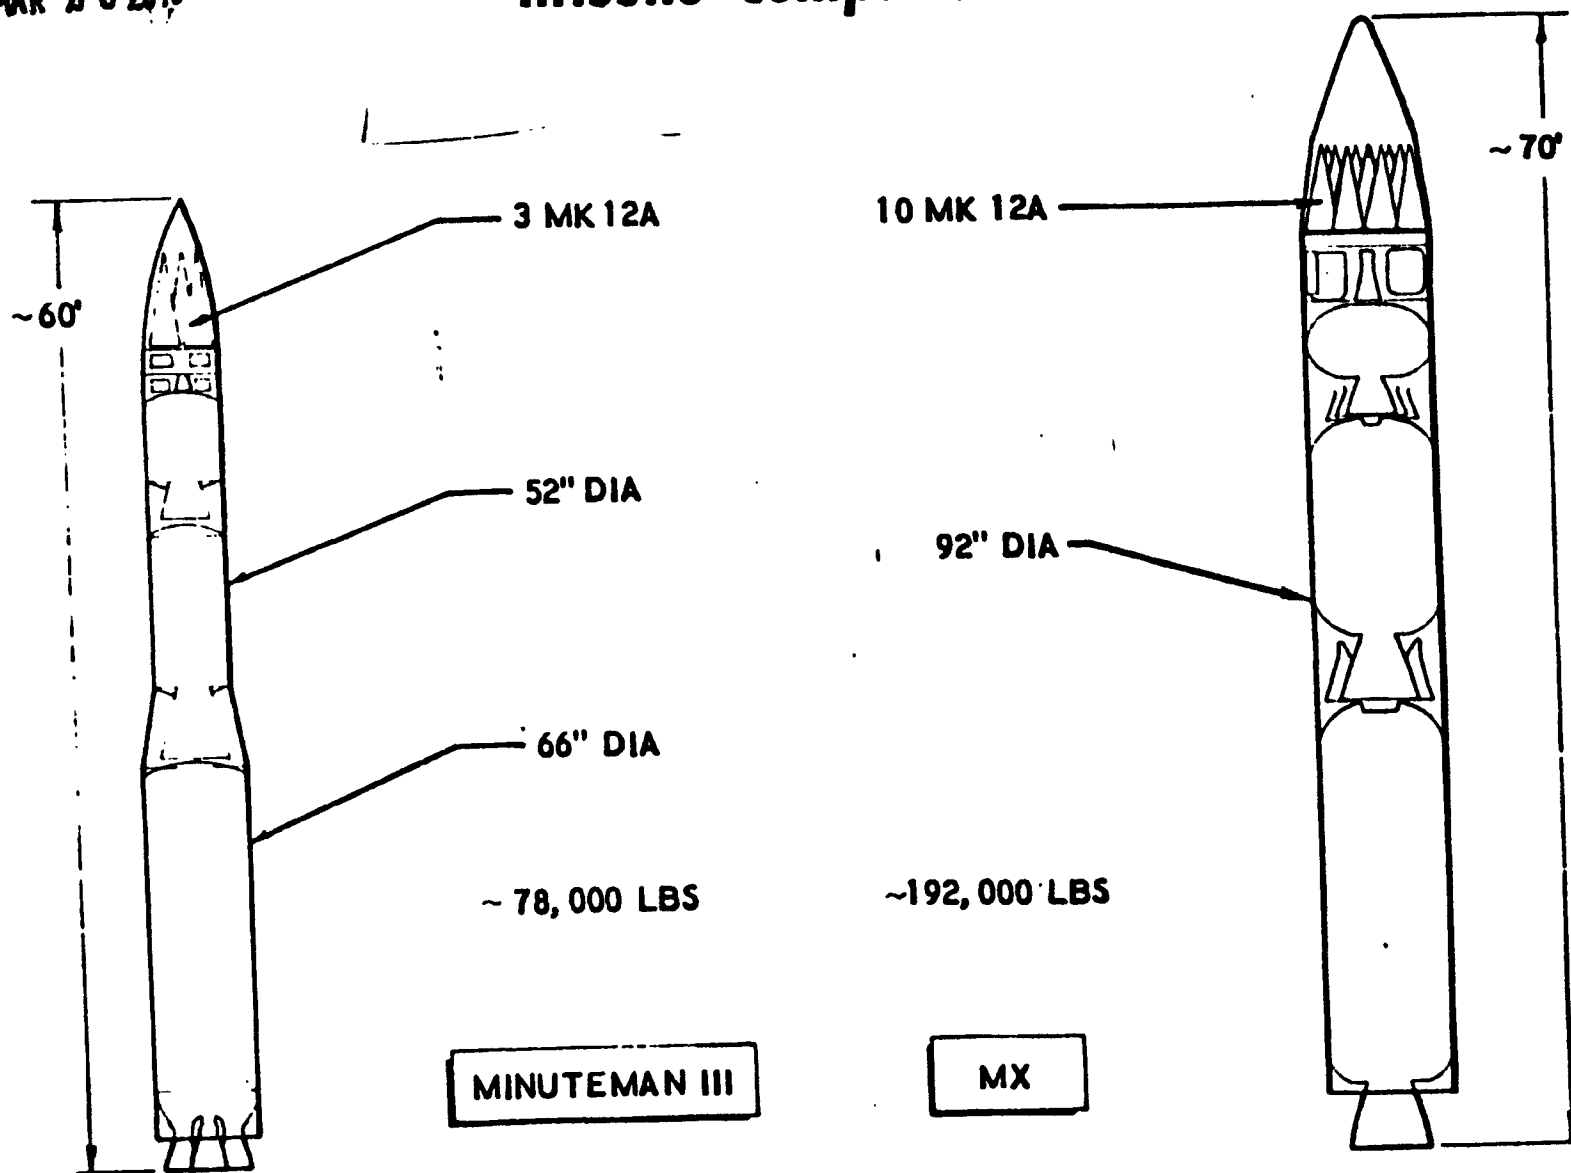 3 MK 12A
10 MK 12A
~70'
~60'
52" DIA
92" DIA
66" DIA
~ 78,000 LBS
~192,000 LBS
MINUTEMAN III
MX